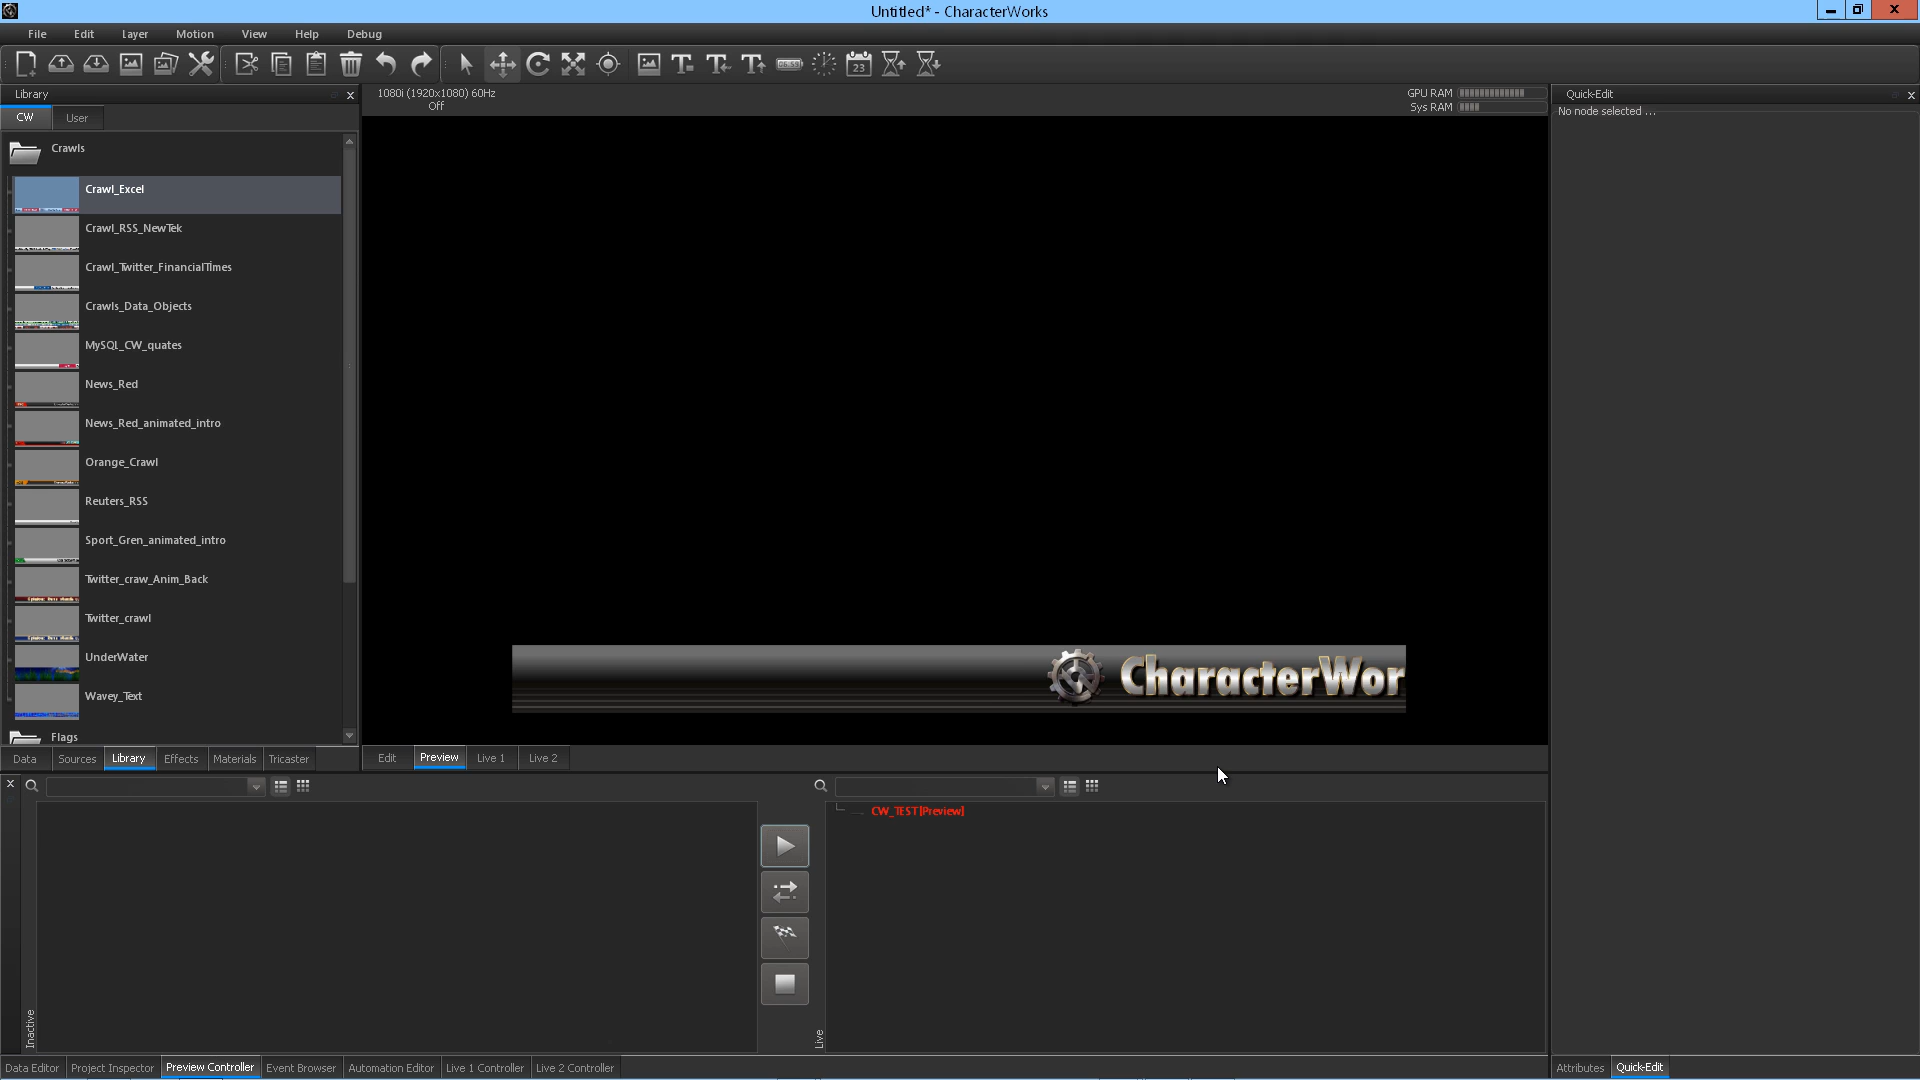 Untitled* - CharacterWorks
File Edit Layer Motion View Help Debug
06:59 23
Library
CW User
Crawls
Crawl_Excel
Crawl_RSS_NewTek
Crawl_Twitter_FinancialTimes
Crawls_Data_Objects
MySQL_CW_quates
News_Red
News_Red_animated_intro
Orange_Crawl
Reuters_RSS
Sport_Gren_animated_intro
Twitter_craw_Anim_Back
Twitter_crawl
UnderWater
Wavey_Text
Flags
Data Sources Library Effects Materials Tricaster
1080i (1920x1080) 60Hz
Off
GPU RAM
Sys RAM
CharacterWor
Edit Preview Live 1 Live 2
Quick-Edit
No node selected ...
Inactive
CW_TEST[Preview]
Live
Data Editor Project Inspector Preview Controller Event Browser Automation Editor Live 1 Controller Live 2 Controller
Attributes Quick-Edit